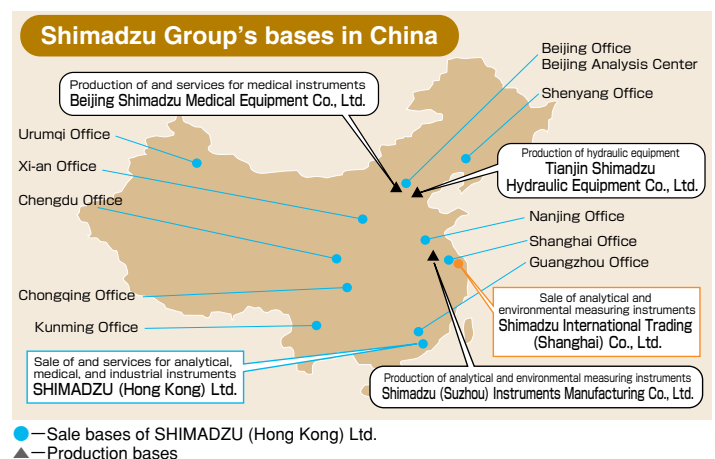 Shimadzu Group's bases in China
Beijing Office
Beijing Analysis Center
Production of and services for medical instruments
Beijing Shimadzu Medical Equipment Co., Ltd.
Shenyang Office
Urumqi Office
Production of hydraulic equipment
Tianjin Shimadzu
Hydraulic Equipment Co., Ltd.
Xi-an Office
Chengdu Office
Nanjing Office
Shanghai Office
Guangzhou Office
Chongqing Office
Sale of analytical and
environmental measuring instruments
Shimadzu International Trading
(Shanghai) Co., Ltd.
Kunming Office
Sale of and services for analytical,
medical, and industrial instruments
SHIMADZU (Hong Kong) Ltd.
Production of analytical and environmental measuring instruments
Shimadzu (Suzhou) Instruments Manufacturing Co., Ltd.
●—Sale bases of SHIMADZU (Hong Kong) Ltd.
▲—Production bases